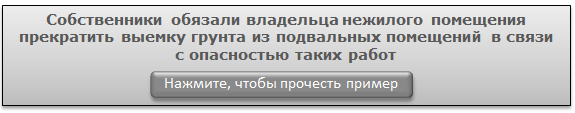 Собственники обязали владельца нежилого помещения
прекратить выемку грунта из подвальных помещений в связи
с опасностью таких работ
Нажмите, чтобы прочесть пример